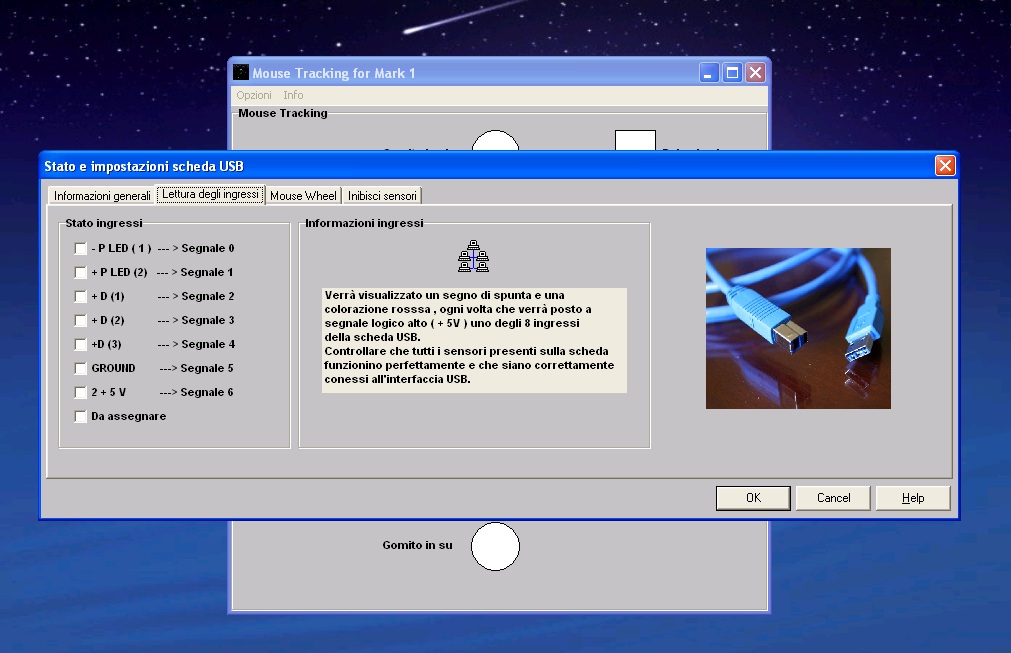 Mouse Tracking for Mark 1
Opzioni Info
Mouse Tracking
Stato e impostazioni scheda USB
Informazioni generali Lettura degli ingressi Mouse Wheel Inibisci sensori
Stato ingressi
- P LED ( 1 ) --- > Segnale 0
+ P LED (2) --- > Segnale 1
+ D (1) --- > Segnale 2
+ D (2) --- > Segnale 3
+D (3) --- > Segnale 4
GROUND ---> Segnale 5
2 + 5 V ---> Segnale 6
Da assegnare
Informazioni ingressi
Verrà visualizzato un segno di spunta e una
colorazione rosssa , ogni volta che verrà posto a
segnale logico alto ( + 5V ) uno degli 8 ingressi
della scheda USB.
Controllare che tutti i sensori presenti sulla scheda
funzionino perfettamente e che siano correttamente
conessi all'interfaccia USB.
OK Cancel Help
Gomito in su